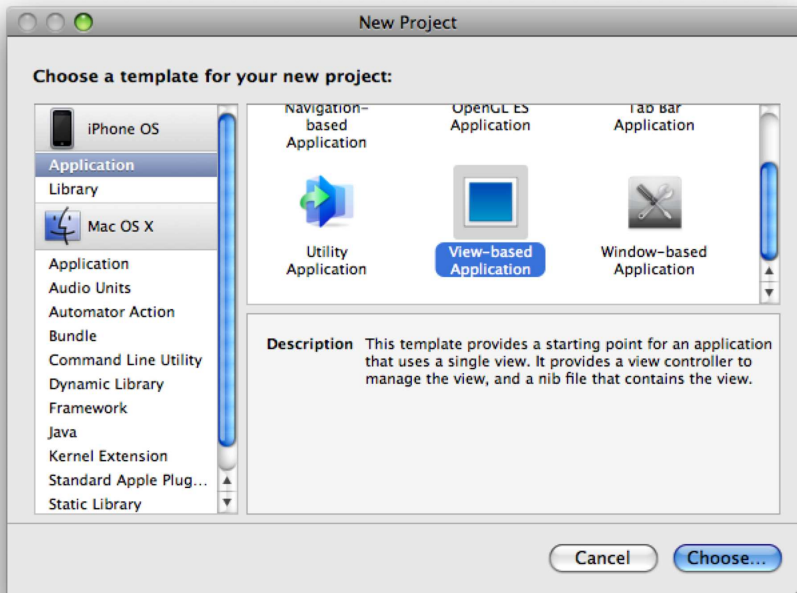 New Project
Choose a template for your new project:
iPhone OS
Application
Library
Mac OS X
Application
Audio Units
Automator Action
Bundle
Command Line Utility
Dynamic Library
Framework
Java
Kernel Extension
Standard Apple Plug...
Static Library
Navigation-
based
Application
OpenGL ES
Application
Tab Bar
Application
Utility
Application
View-based
Application
Window-based
Application
Description This template provides a starting point for an application
that uses a single view. It provides a view controller to
manage the view, and a nib file that contains the view.
Cancel
Choose...